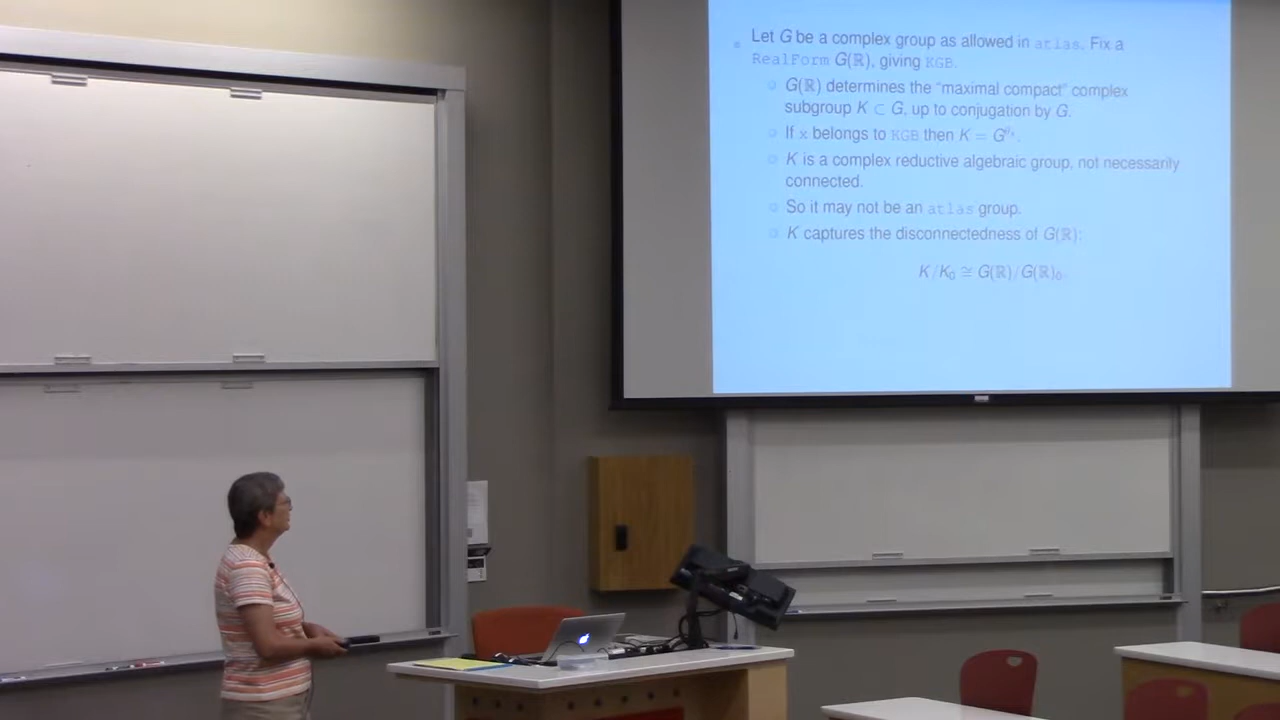 Let G be a complex group as allowed in atlas. Fix a
RealForm G(ℝ), giving KGB.
G(ℝ) determines the “maximal compact” complex
subgroup K ⊂ G, up to conjugation by G.
If x belongs to KGB then K = G^θₓ.
K is a complex reductive algebraic group, not necessarily
connected.
So it may not be an atlas group.
K captures the disconnectedness of G(ℝ):
K/K₀ ≅ G(ℝ)/G(ℝ)₀.